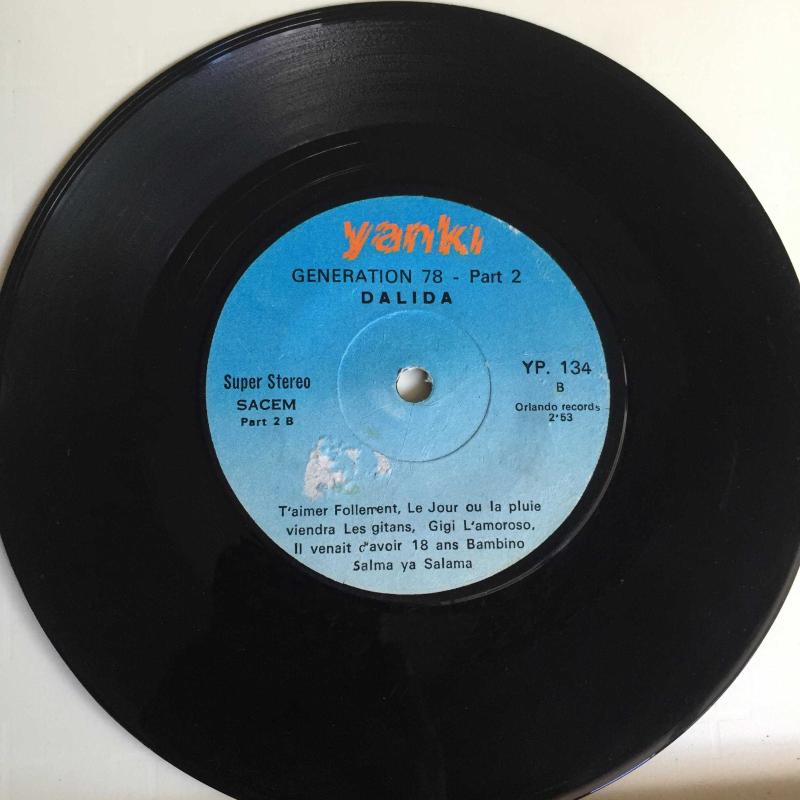 yanki
GENERATION 78 - Part 2
DALIDA
Super Stereo
SACEM
Part 2 B
YP. 134
B
Orlando records
2'53
T'aimer Follement, Le Jour ou la pluie
viendra Les gitans, Gigi L'amoroso,
Il venait d'avoir 18 ans Bambino
Salma ya Salama